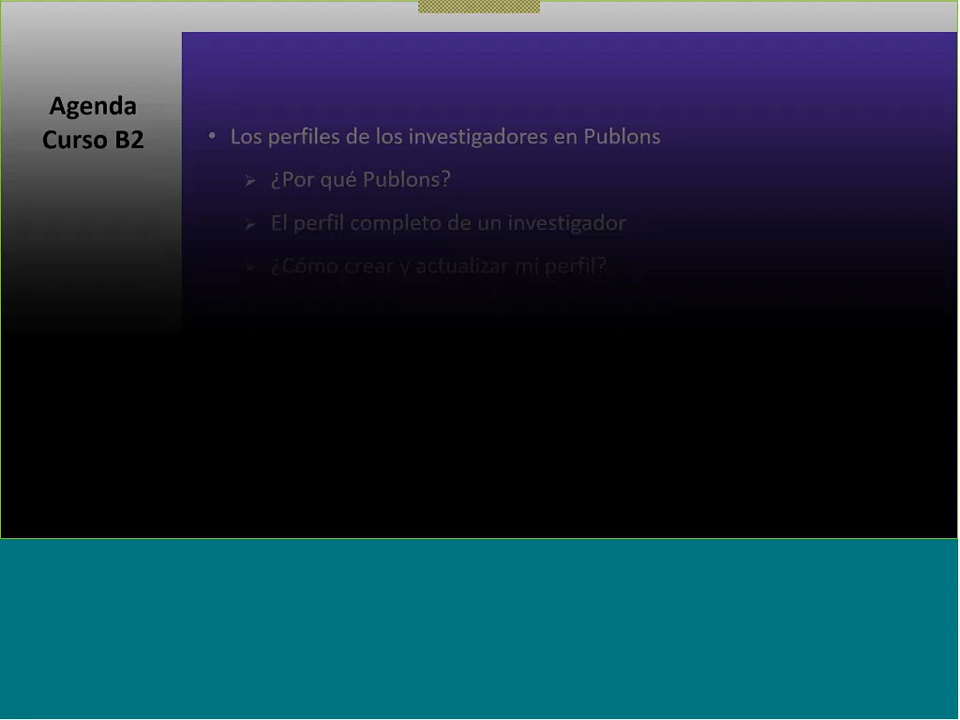 Agenda
Curso B2
• Los perfiles de los investigadores en Publons
➢ ¿Por qué Publons?
➢ El perfil completo de un investigador
➢ ¿Cómo crear y actualizar mi perfil?